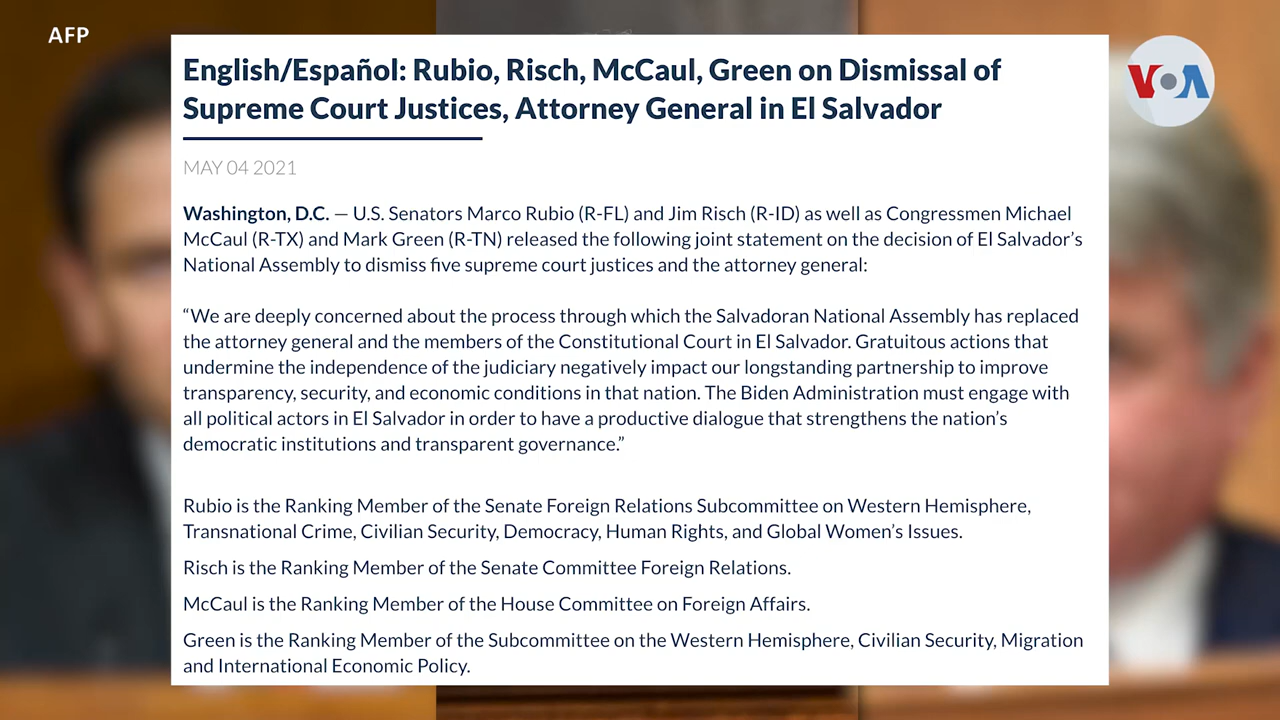 AFP
VOA
English/Español: Rubio, Risch, McCaul, Green on Dismissal of
Supreme Court Justices, Attorney General in El Salvador
MAY 04 2021
Washington, D.C. — U.S. Senators Marco Rubio (R-FL) and Jim Risch (R-ID) as well as Congressmen Michael
McCaul (R-TX) and Mark Green (R-TN) released the following joint statement on the decision of El Salvador’s
National Assembly to dismiss five supreme court justices and the attorney general:
“We are deeply concerned about the process through which the Salvadoran National Assembly has replaced
the attorney general and the members of the Constitutional Court in El Salvador. Gratuitous actions that
undermine the independence of the judiciary negatively impact our longstanding partnership to improve
transparency, security, and economic conditions in that nation. The Biden Administration must engage with
all political actors in El Salvador in order to have a productive dialogue that strengthens the nation’s
democratic institutions and transparent governance.”
Rubio is the Ranking Member of the Senate Foreign Relations Subcommittee on Western Hemisphere,
Transnational Crime, Civilian Security, Democracy, Human Rights, and Global Women’s Issues.
Risch is the Ranking Member of the Senate Committee Foreign Relations.
McCaul is the Ranking Member of the House Committee on Foreign Affairs.
Green is the Ranking Member of the Subcommittee on the Western Hemisphere, Civilian Security, Migration
and International Economic Policy.